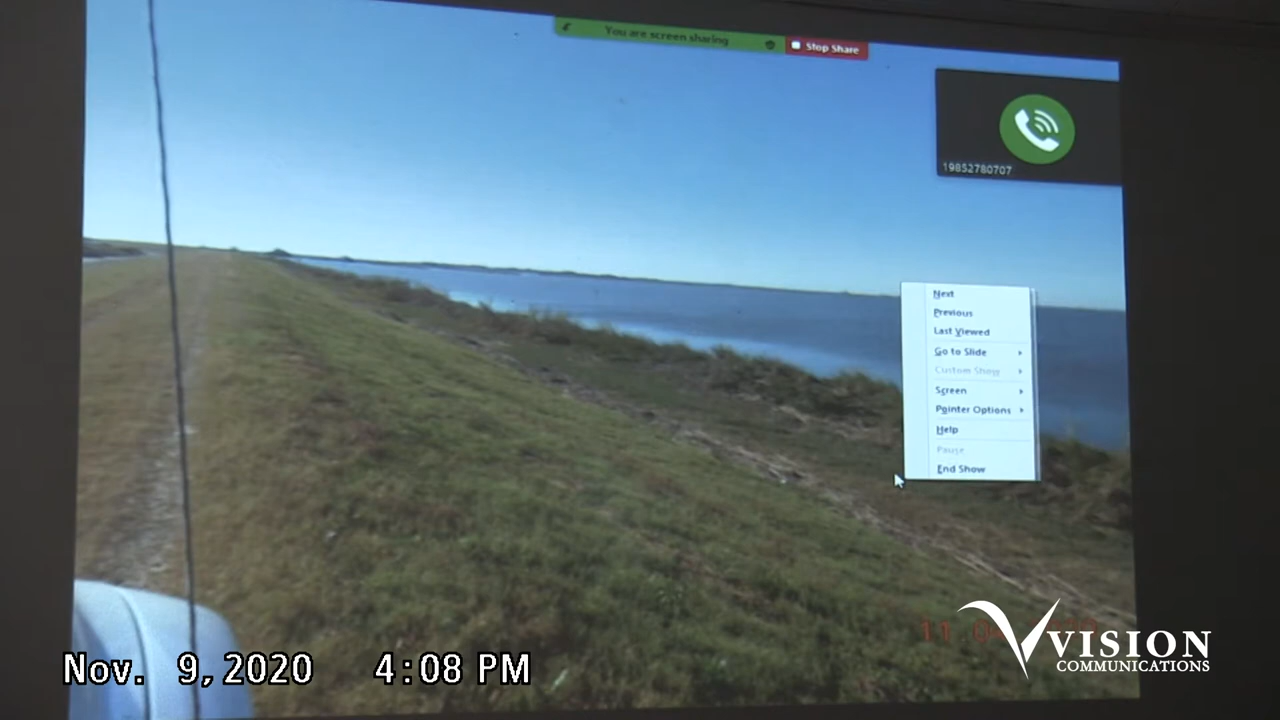 You are screen sharing
Stop Share
19852780707
Next
Previous
Last Viewed
Go to Slide
Custom Show
Screen
Pointer Options
Help
Pause
End Show
VISION
COMMUNICATIONS
Nov. 9, 2020 4:08 PM